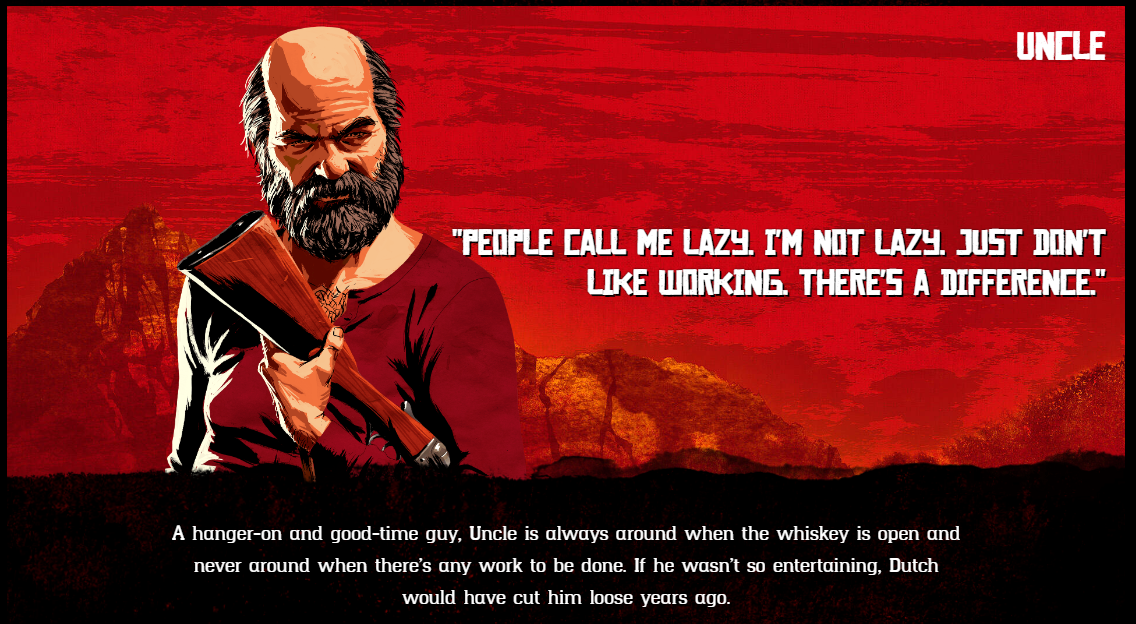 UNCLE
"PEOPLE CALL ME LAZY. I'M NOT LAZY. JUST DON'T
LIKE WORKING. THERE'S A DIFFERENCE."
A hanger-on and good-time guy, Uncle is always around when the whiskey is open and
never around when there's any work to be done. If he wasn't so entertaining, Dutch
would have cut him loose years ago.